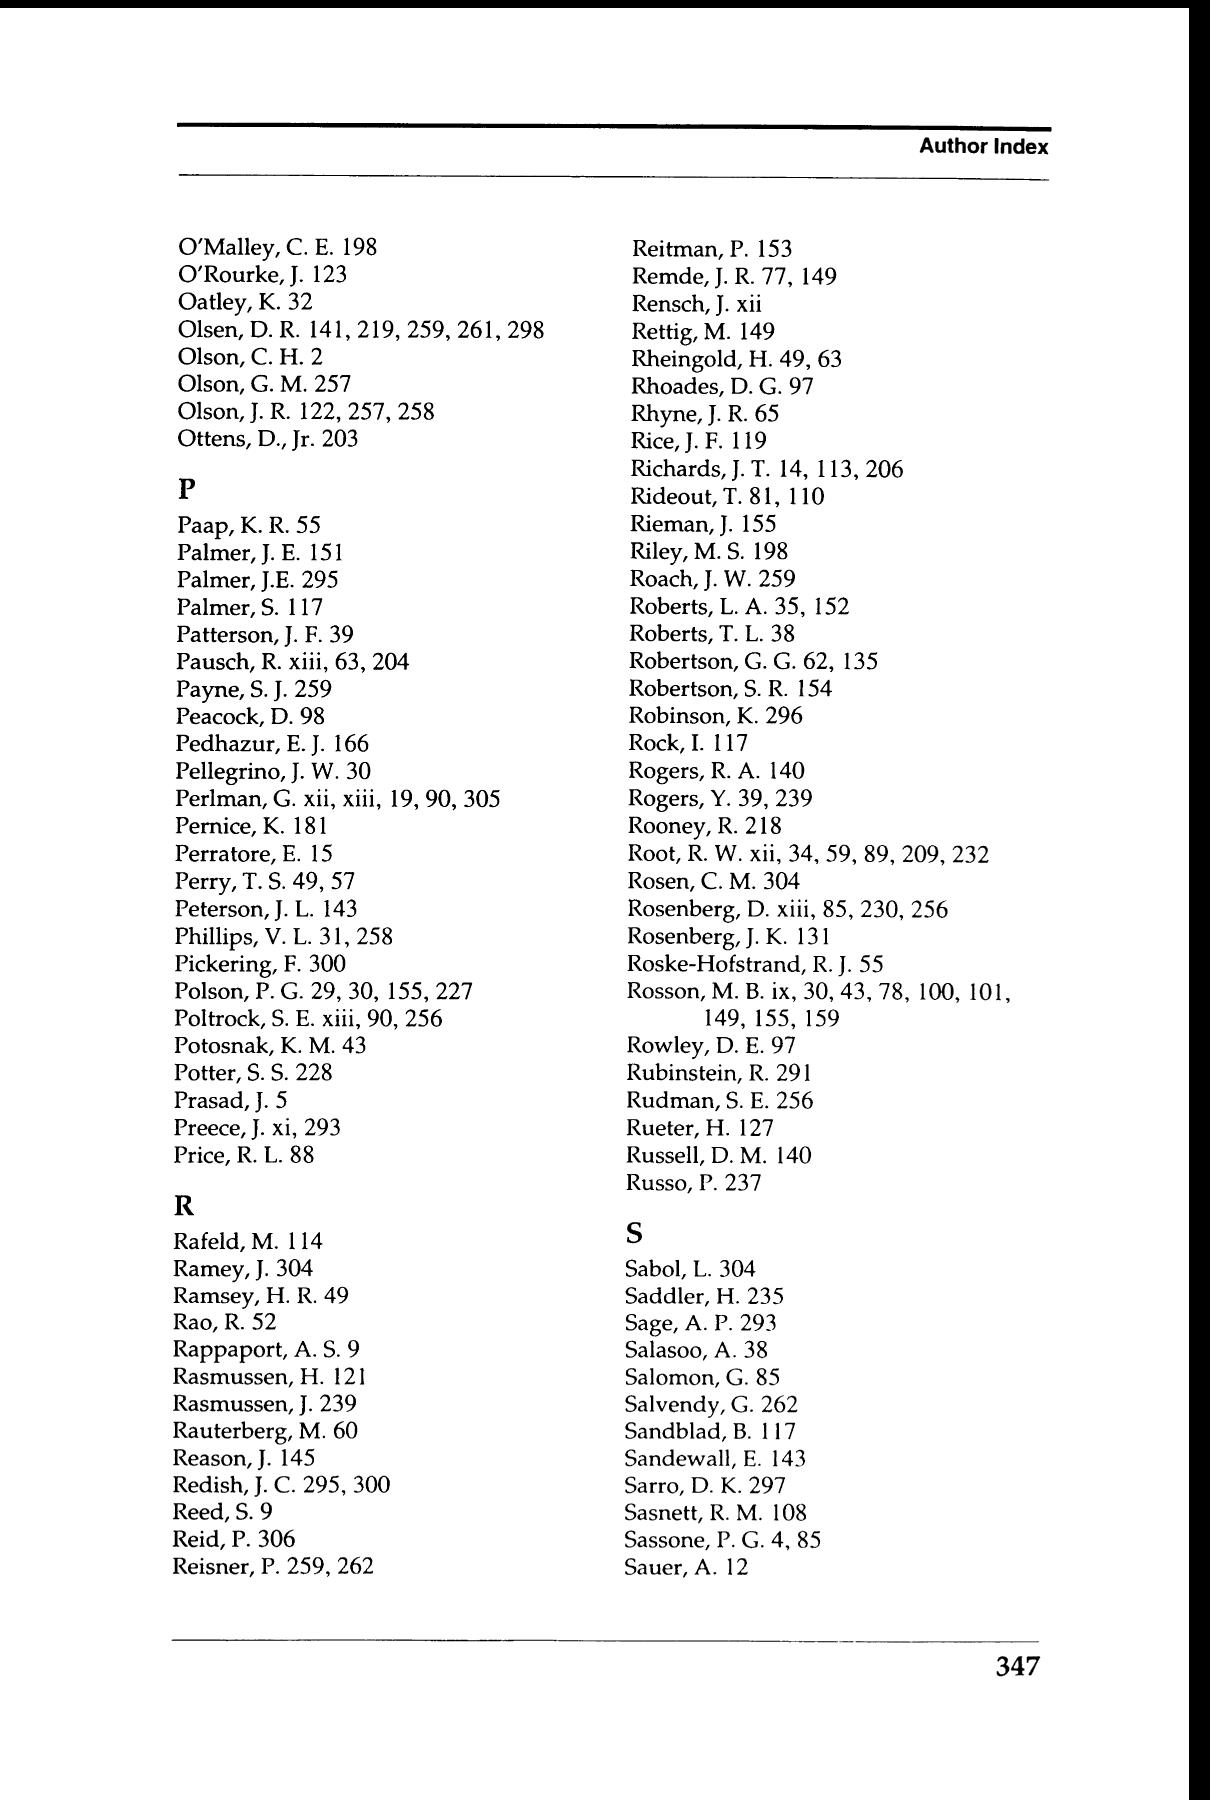 Author Index
O'Malley, C. E. 198
O'Rourke, J. 123
Oatley, K. 32
Olsen, D. R. 141, 219, 259, 261, 298
Olson, C. H. 2
Olson, G. M. 257
Olson, J. R. 122, 257, 258
Ottens, D., Jr. 203
P
Paap, K. R. 55
Palmer, J. E. 151
Palmer, J.E. 295
Palmer, S. 117
Patterson, J. F. 39
Pausch, R. xiii, 63, 204
Payne, S. J. 259
Peacock, D. 98
Pedhazur, E. J. 166
Pellegrino, J. W. 30
Perlman, G. xii, xiii, 19, 90, 305
Pernice, K. 181
Perratore, E. 15
Perry, T. S. 49, 57
Peterson, J. L. 143
Phillips, V. L. 31, 258
Pickering, F. 300
Polson, P. G. 29, 30, 155, 227
Poltrock, S. E. xiii, 90, 256
Potosnak, K. M. 43
Potter, S. S. 228
Prasad, J. 5
Preece, J. xi, 293
Price, R. L. 88
R
Rafeld, M. 114
Ramey, J. 304
Ramsey, H. R. 49
Rao, R. 52
Rappaport, A. S. 9
Rasmussen, H. 121
Rasmussen, J. 239
Rauterberg, M. 60
Reason, J. 145
Redish, J. C. 295, 300
Reed, S. 9
Reid, P. 306
Reisner, P. 259, 262
Reitman, P. 153
Remde, J. R. 77, 149
Rensch, J. xii
Rettig, M. 149
Rheingold, H. 49, 63
Rhoades, D. G. 97
Rhyne, J. R. 65
Rice, J. F. 119
Richards, J. T. 14, 113, 206
Rideout, T. 81, 110
Rieman, J. 155
Riley, M. S. 198
Roach, J. W. 259
Roberts, L. A. 35, 152
Roberts, T. L. 38
Robertson, G. G. 62, 135
Robertson, S. R. 154
Robinson, K. 296
Rock, I. 117
Rogers, R. A. 140
Rogers, Y. 39, 239
Rooney, R. 218
Root, R. W. xii, 34, 59, 89, 209, 232
Rosen, C. M. 304
Rosenberg, D. xiii, 85, 230, 256
Rosenberg, J. K. 131
Roske-Hofstrand, R. J. 55
Rosson, M. B. ix, 30, 43, 78, 100, 101,
149, 155, 159
Rowley, D. E. 97
Rubinstein, R. 291
Rudman, S. E. 256
Rueter, H. 127
Russell, D. M. 140
Russo, P. 237
S
Sabol, L. 304
Saddler, H. 235
Sage, A. P. 293
Salasoo, A. 38
Salomon, G. 85
Salvendy, G. 262
Sandblad, B. 117
Sandewall, E. 143
Sarro, D. K. 297
Sasnett, R. M. 108
Sassone, P. G. 4, 85
Sauer, A. 12
347